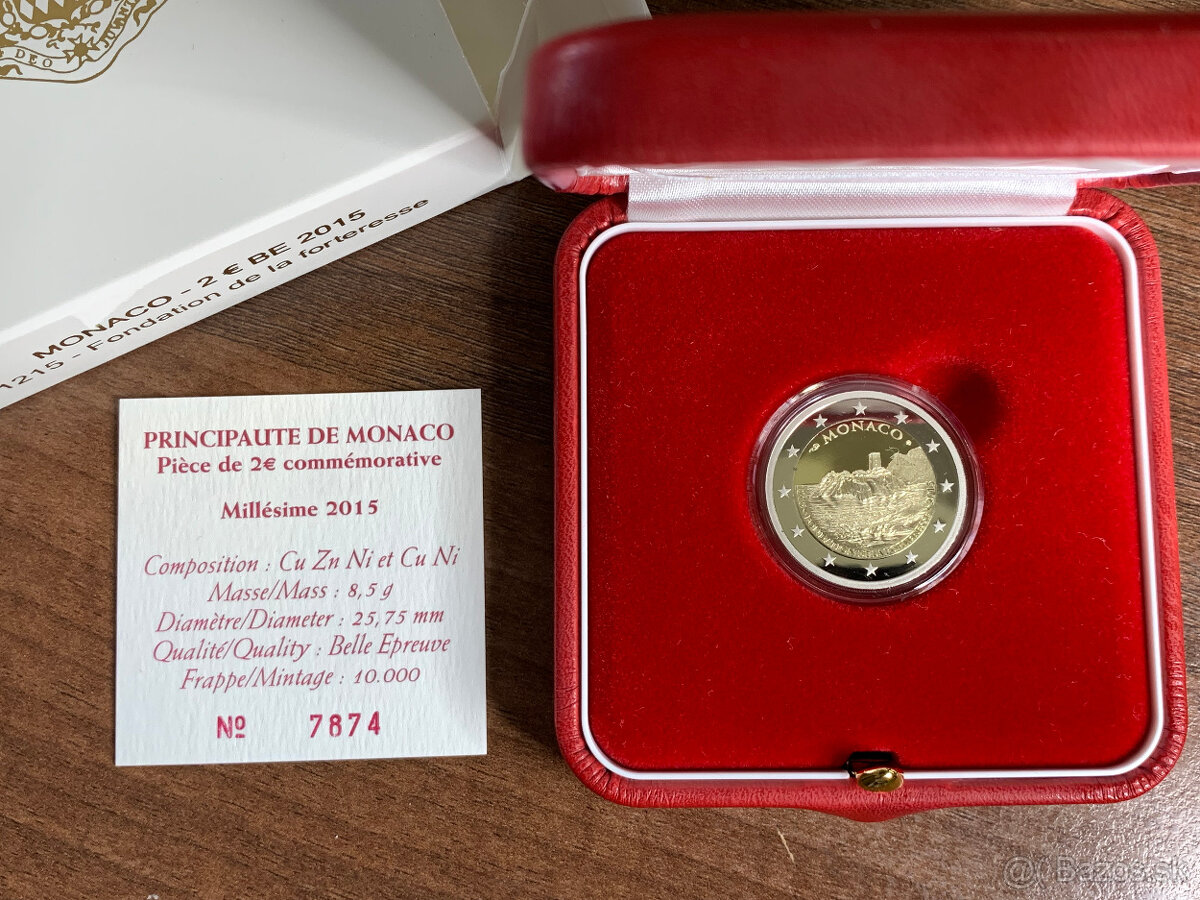 DEO JUVANTE
MONACO - 2 € BE 2015
1215 - Fondation de la forteresse
PRINCIPAUTE DE MONACO
Pièce de 2€ commémorative
Millésime 2015
Composition : Cu Zn Ni et Cu Ni
Masse/Mass : 8,5 g
Diamètre/Diameter : 25,75 mm
Qualité/Quality : Belle Epreuve
Frappe/Mintage : 10.000
Nº 7874
MONACO
Bazos.sk